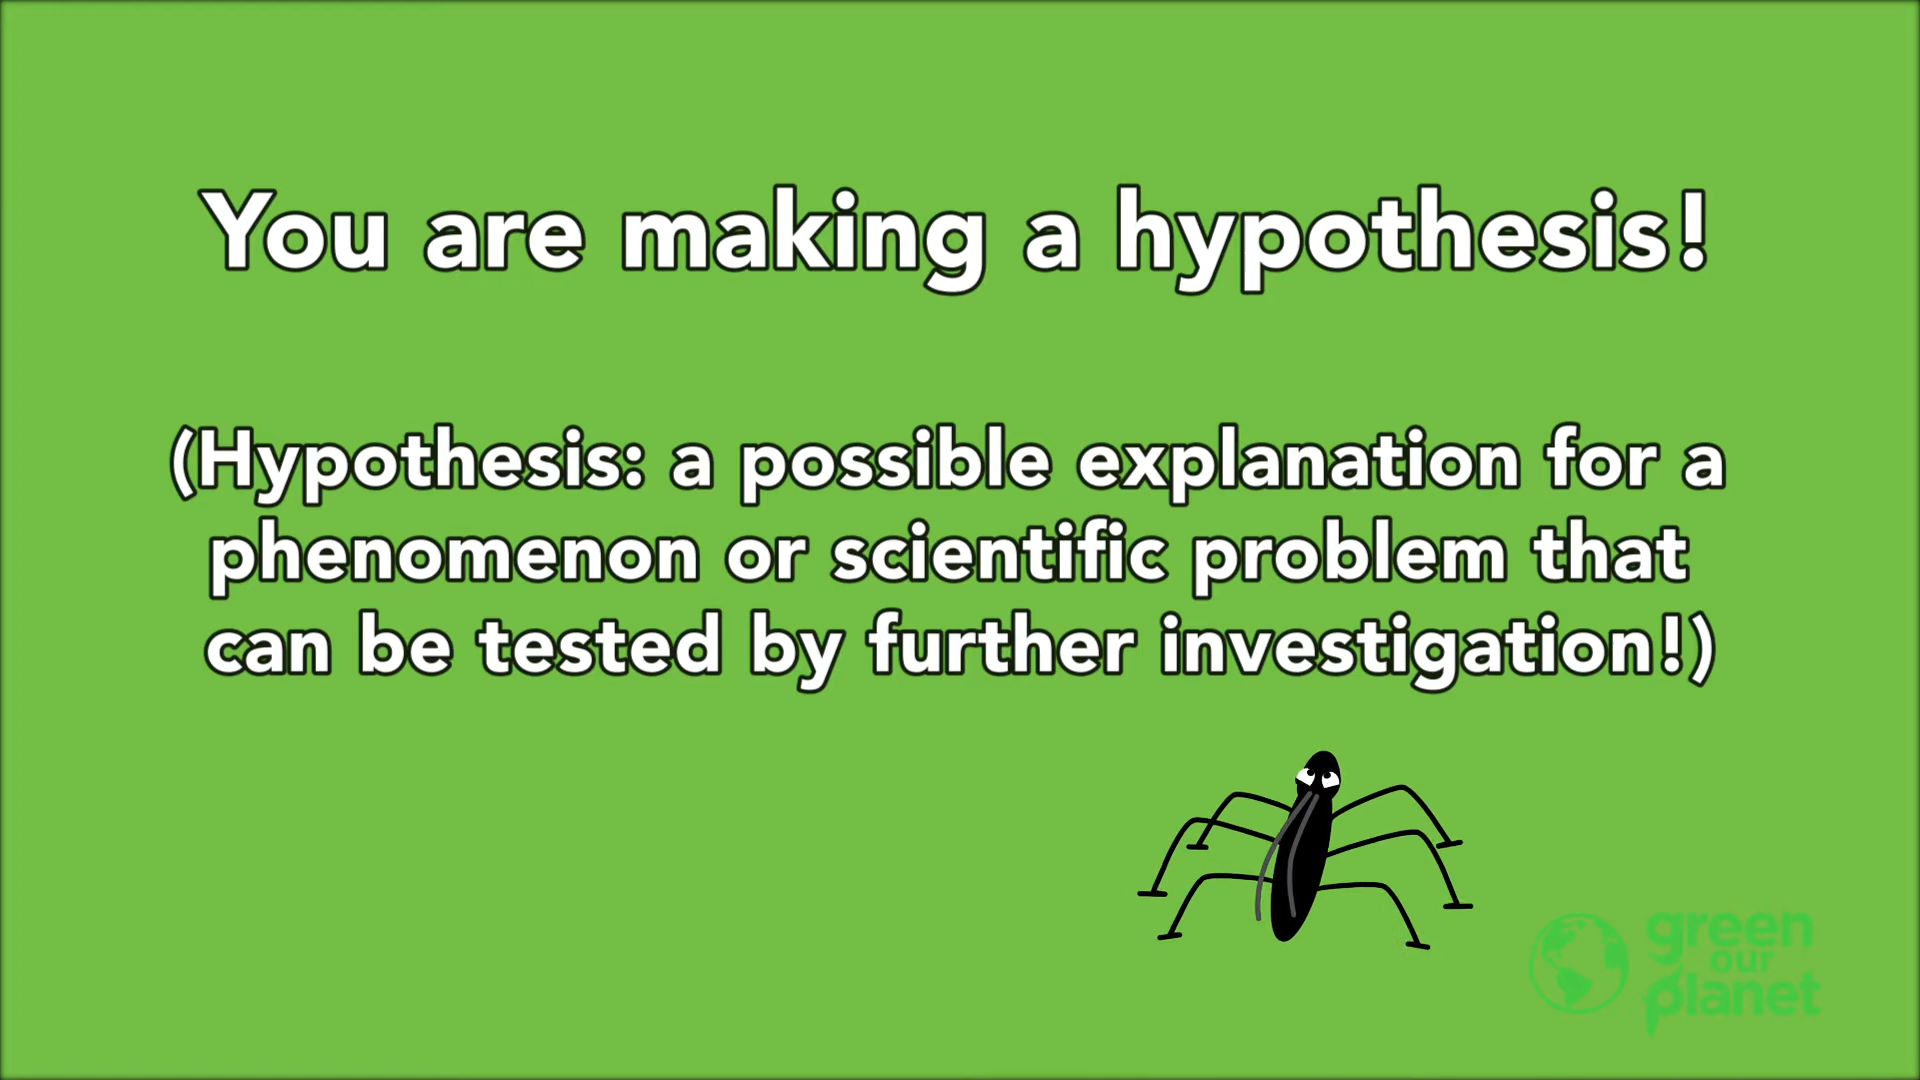 You are making a hypothesis!
(Hypothesis: a possible explanation for a
phenomenon or scientific problem that
can be tested by further investigation!)
green
our
planet